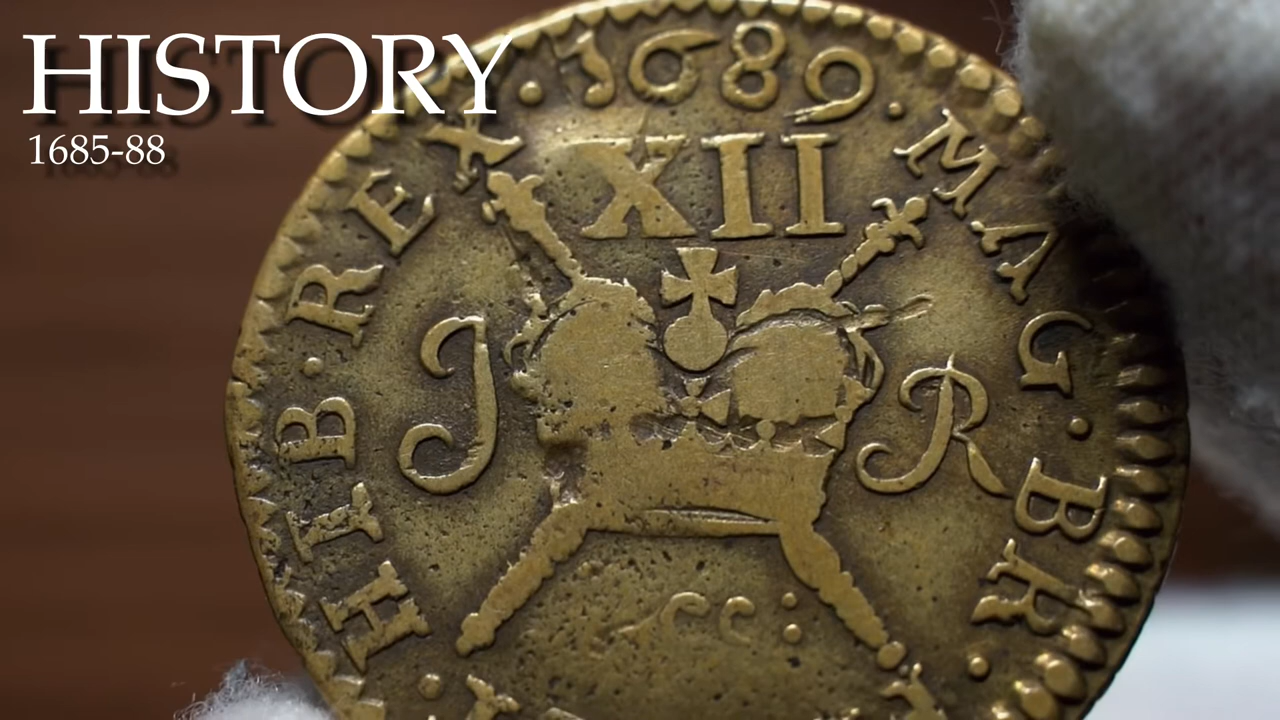 HISTORY
1685-88
· 1689 ·
XII
MAG · BR ·
HIB · REX
J R